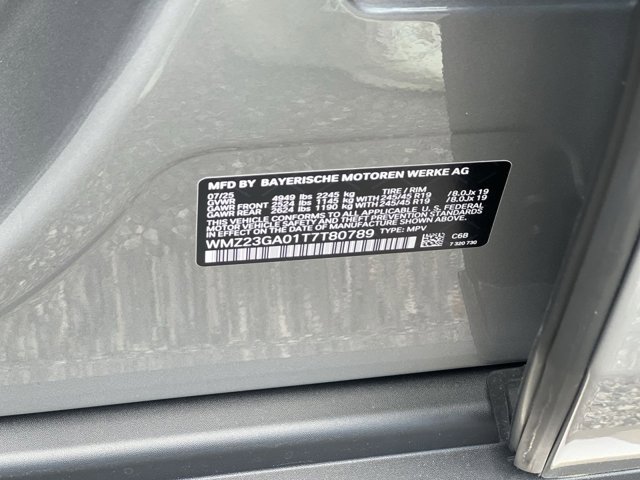 MFD BY BAYERISCHE MOTOREN WERKE AG
07/25 TIRE / RIM
GVWR 4949 lbs 2245 kg
GAWR FRONT 2524 lbs 1145 kg WITH 245/45 R19 / 8.0Jx 19
GAWR REAR 2624 lbs 1190 kg WITH 245/45 R19 / 8.0Jx 19
THIS VEHICLE CONFORMS TO ALL APPLICABLE U.S. FEDERAL
MOTOR VEHICLE SAFETY AND THEFT PREVENTION STANDARDS
IN EFFECT ON THE DATE OF MANUFACTURE SHOWN ABOVE.
WMZ23GA01T7T80789 TYPE: MPV
C6B
7 320 730